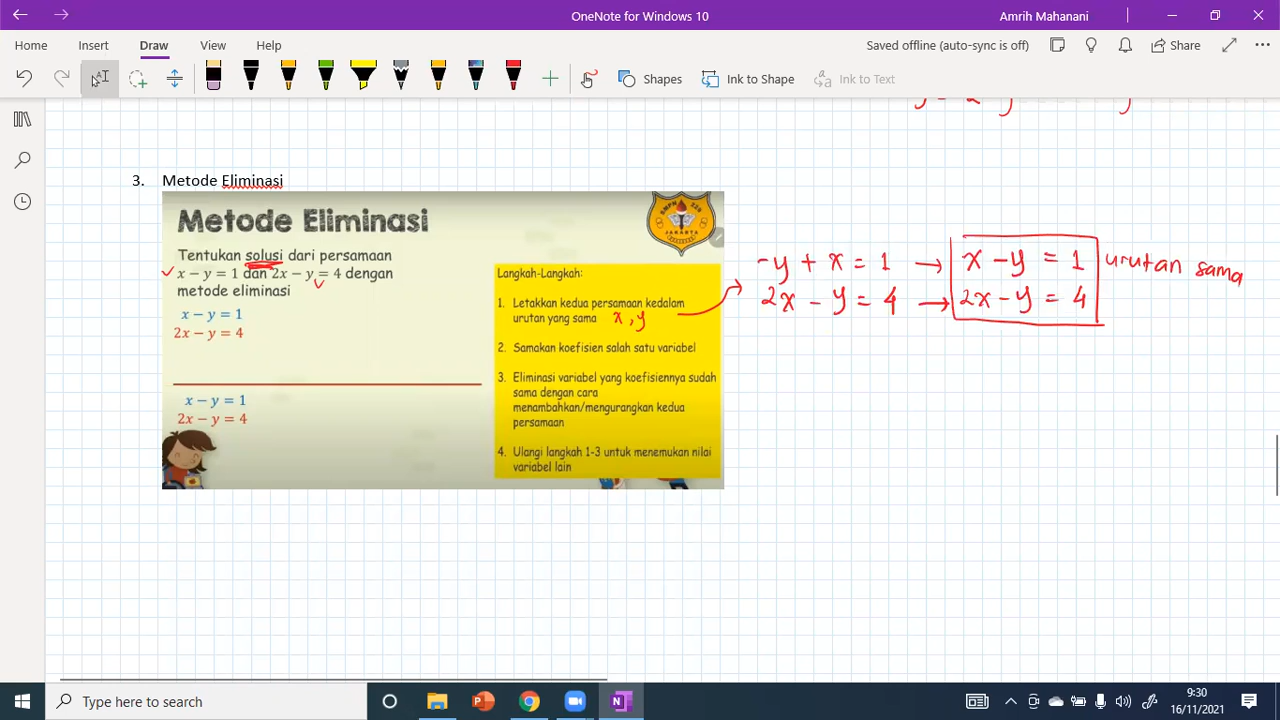 OneNote for Windows 10
Amrih Mahanani
Home Insert Draw View Help
Saved offline (auto-sync is off)
Share
Shapes
Ink to Shape
Ink to Text
3. Metode Eliminasi
Metode Eliminasi
SMPN 228
JAKARTA
Tentukan solusi dari persamaan
x − y = 1 dan 2x − y = 4 dengan
metode eliminasi
x − y = 1
2x − y = 4
x − y = 1
2x − y = 4
Langkah-Langkah:
1. Letakkan kedua persamaan kedalam
urutan yang sama x, y
2. Samakan koefisien salah satu variabel
3. Eliminasi variabel yang koefisiennya sudah
sama dengan cara
menambahkan/mengurangkan kedua
persamaan
4. Ulangi langkah 1-3 untuk menemukan nilai
variabel lain
-y + x = 1 → x - y = 1 urutan sama
2x - y = 4 → 2x - y = 4
Type here to search
9:30
16/11/2021